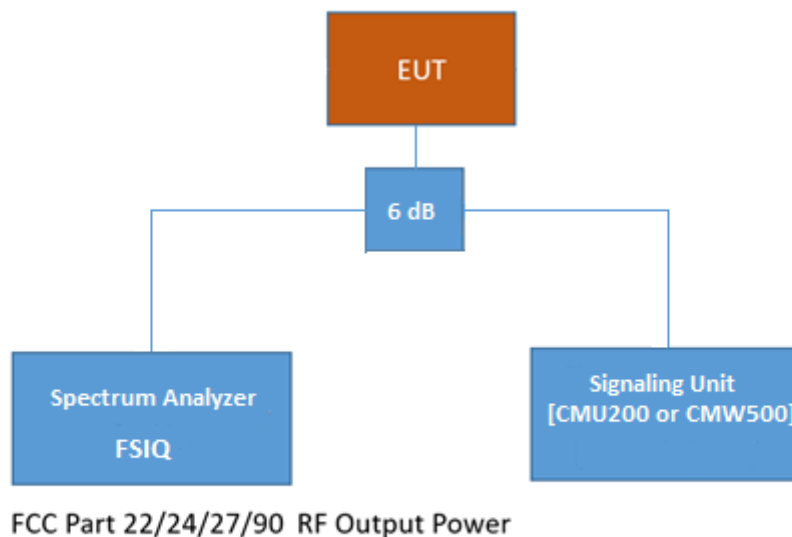 EUT
6 dB
Spectrum Analyzer
FSIQ
Signaling Unit
[CMU200 or CMW500]
FCC Part 22/24/27/90 RF Output Power